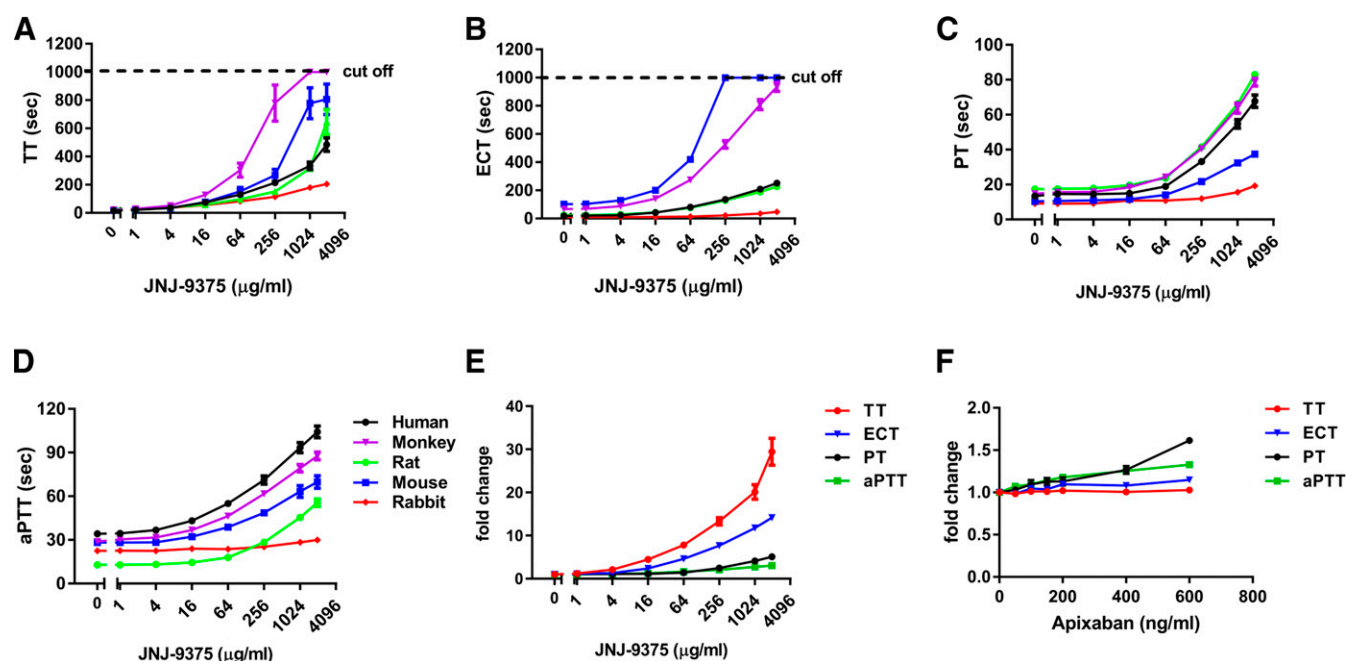 A
1200
1000
800
600
400
200
0
TT (sec)
cut off
0
1
4
16
64
256
1024
4096
JNJ-9375 (μg/ml)
B
1200
1000
800
600
400
200
0
ECT (sec)
cut off
0
1
4
16
64
256
1024
4096
JNJ-9375 (μg/ml)
C
100
80
60
40
20
0
PT (sec)
0
1
4
16
64
256
1024
4096
JNJ-9375 (μg/ml)
D
120
90
60
30
0
aPTT (sec)
0
1
4
16
64
256
1024
4096
JNJ-9375 (μg/ml)
Human
Monkey
Rat
Mouse
Rabbit
E
40
30
20
10
0
fold change
0
1
4
16
64
256
1024
4096
JNJ-9375 (μg/ml)
TT
ECT
PT
aPTT
F
2.0
1.5
1.0
0.5
0.0
fold change
0
200
400
600
800
Apixaban (ng/ml)
TT
ECT
PT
aPTT